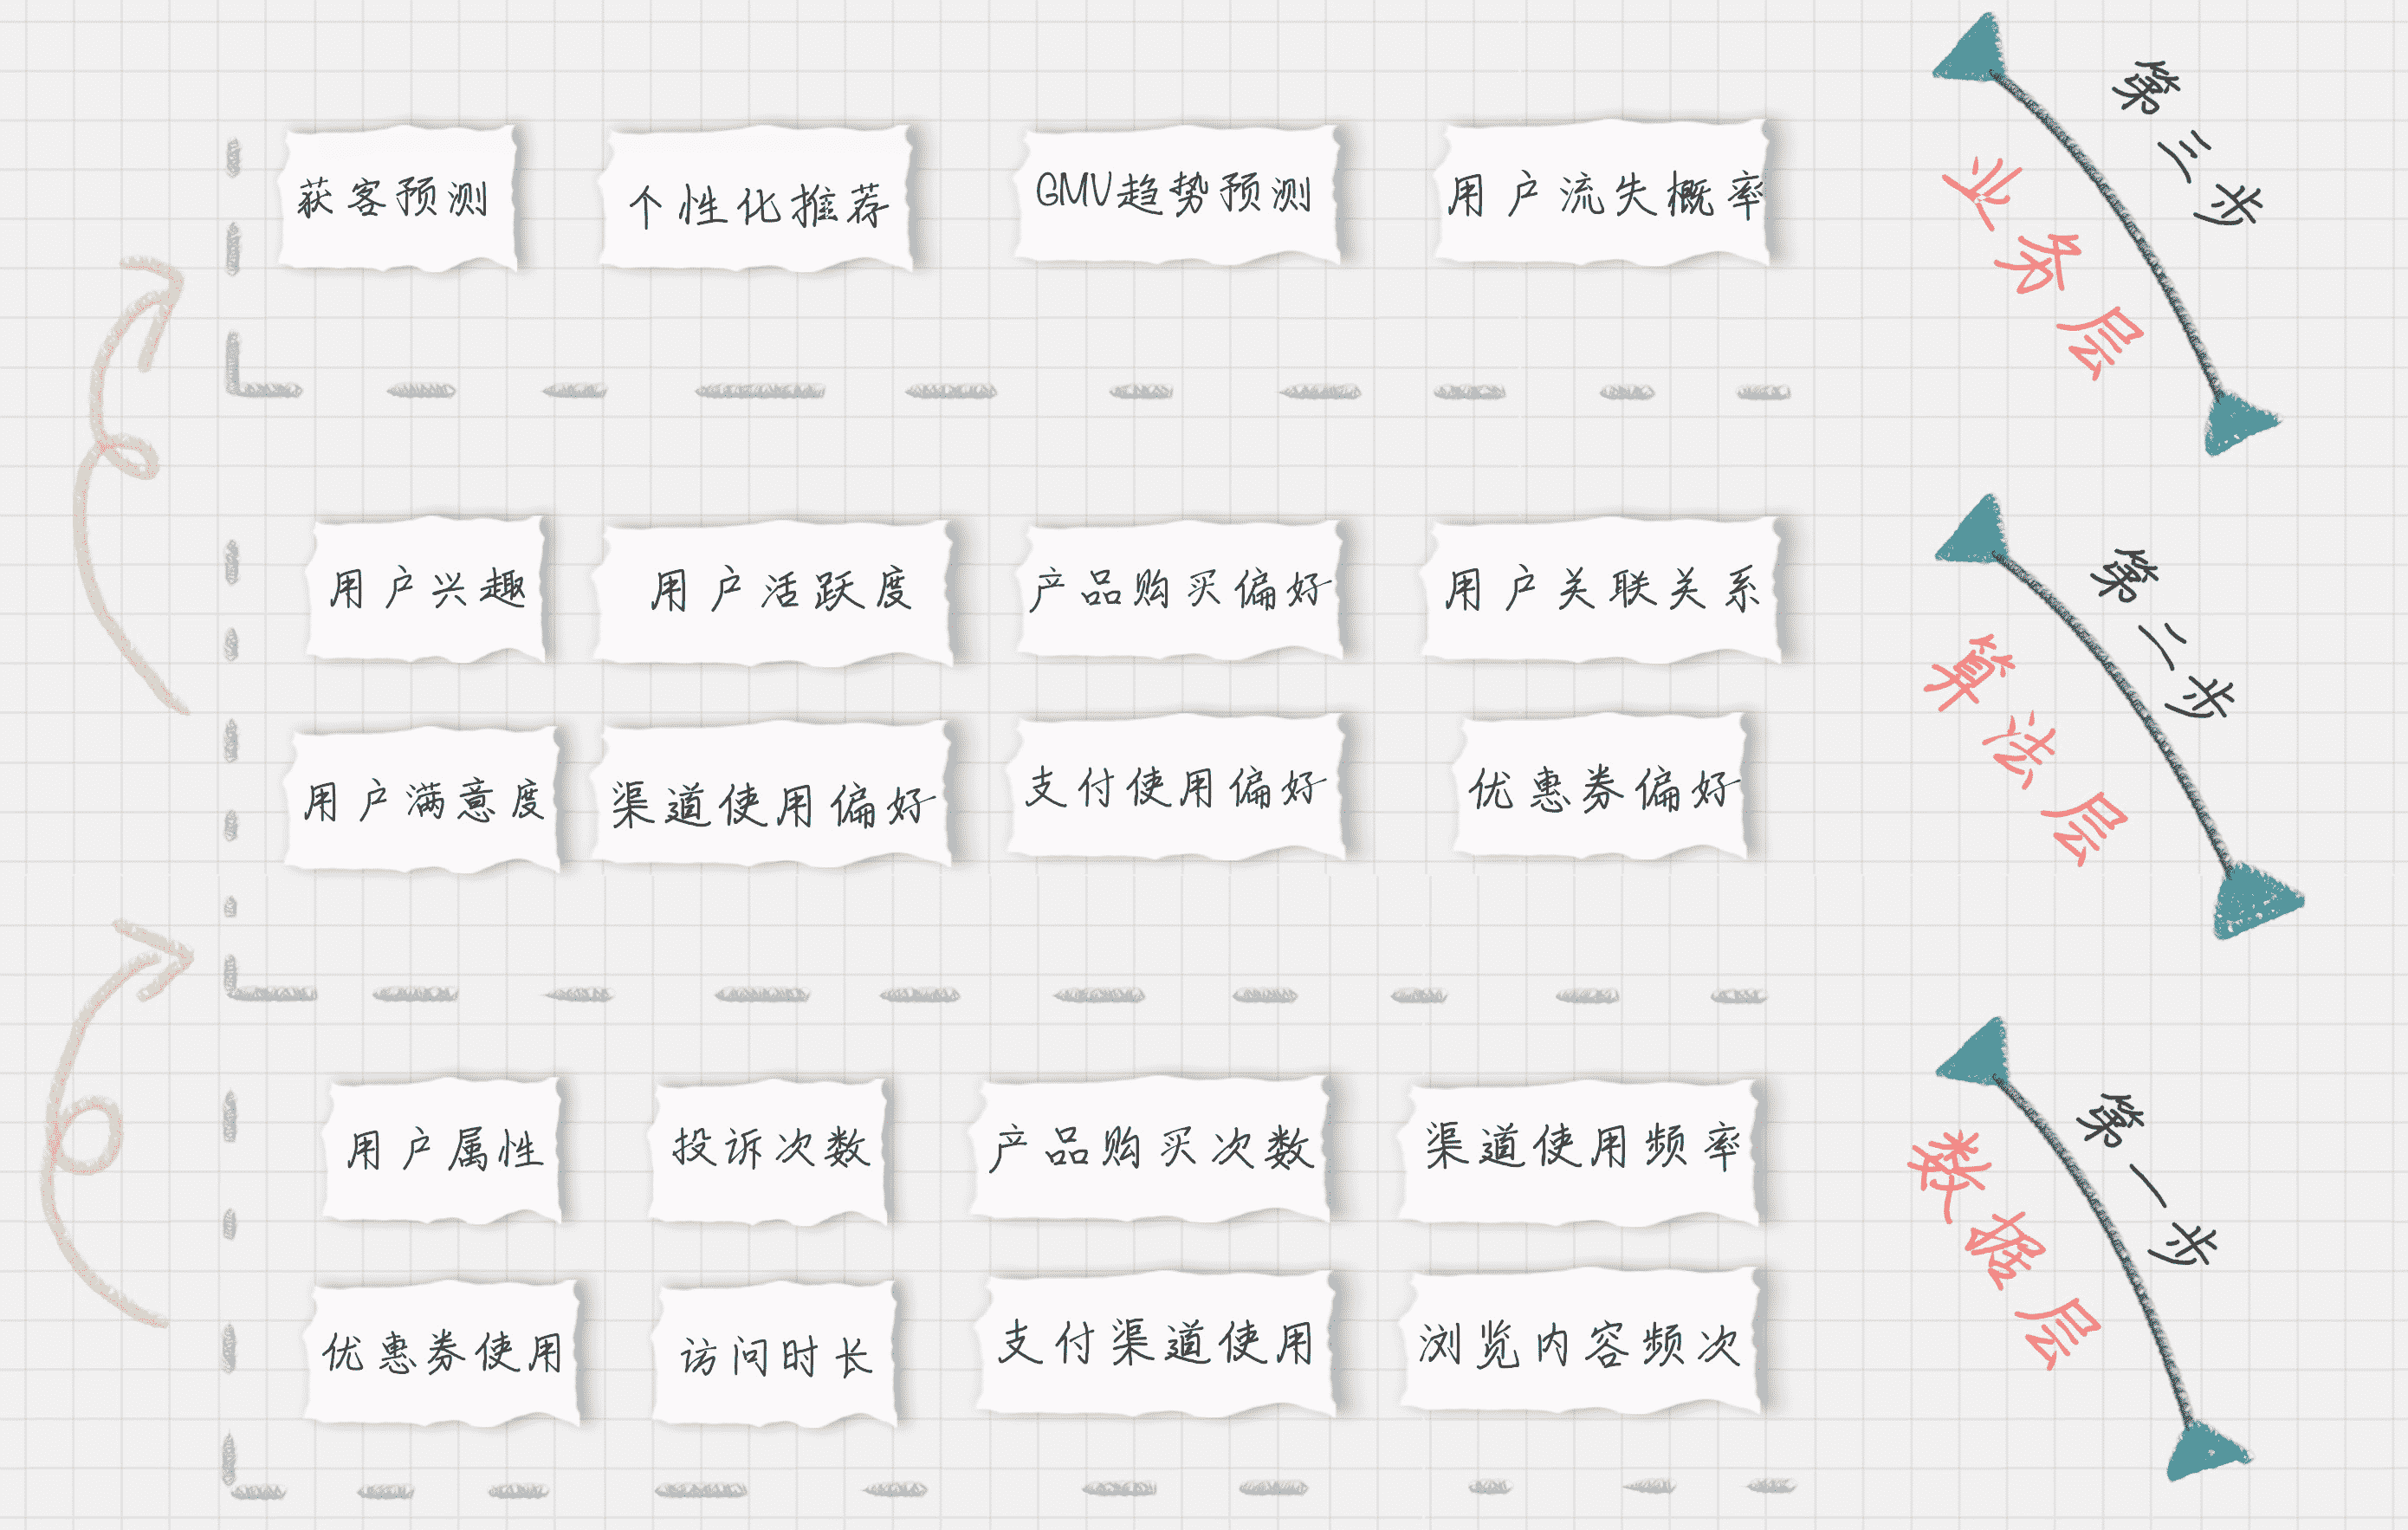 获客预测
个性化推荐
GMV趋势预测
用户流失概率
第三步
业务层
用户兴趣
用户活跃度
产品购买偏好
用户关联关系
用户满意度
渠道使用偏好
支付使用偏好
优惠券偏好
第二步
算法层
用户属性
投诉次数
产品购买次数
渠道使用频率
优惠券使用
访问时长
支付渠道使用
浏览内容频次
第一步
数据层